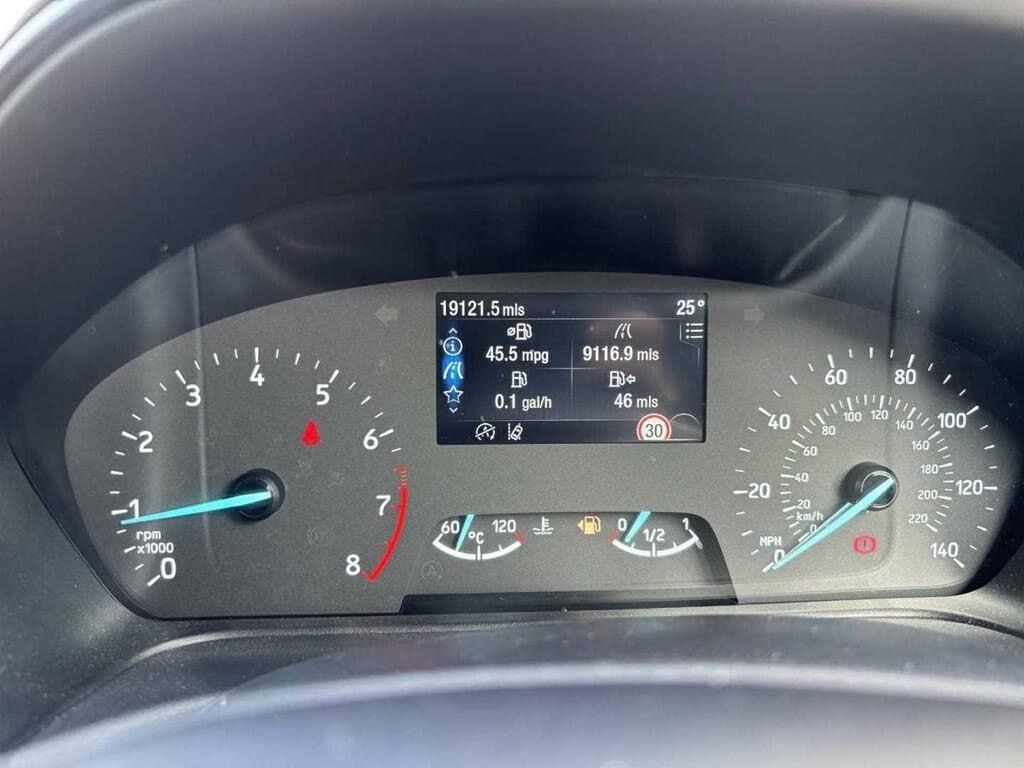 19121.5 mls 25°
45.5 mpg 9116.9 mls
0.1 gal/h 46 mls
30
0 1 2 3 4 5 6 7 8
rpm
x1000
60 120
°C
0 1/2 1
0 20 40 60 80 100 120 140
MPH
0 20 40 60 80 100 120 140 160 180 200 220
km/h